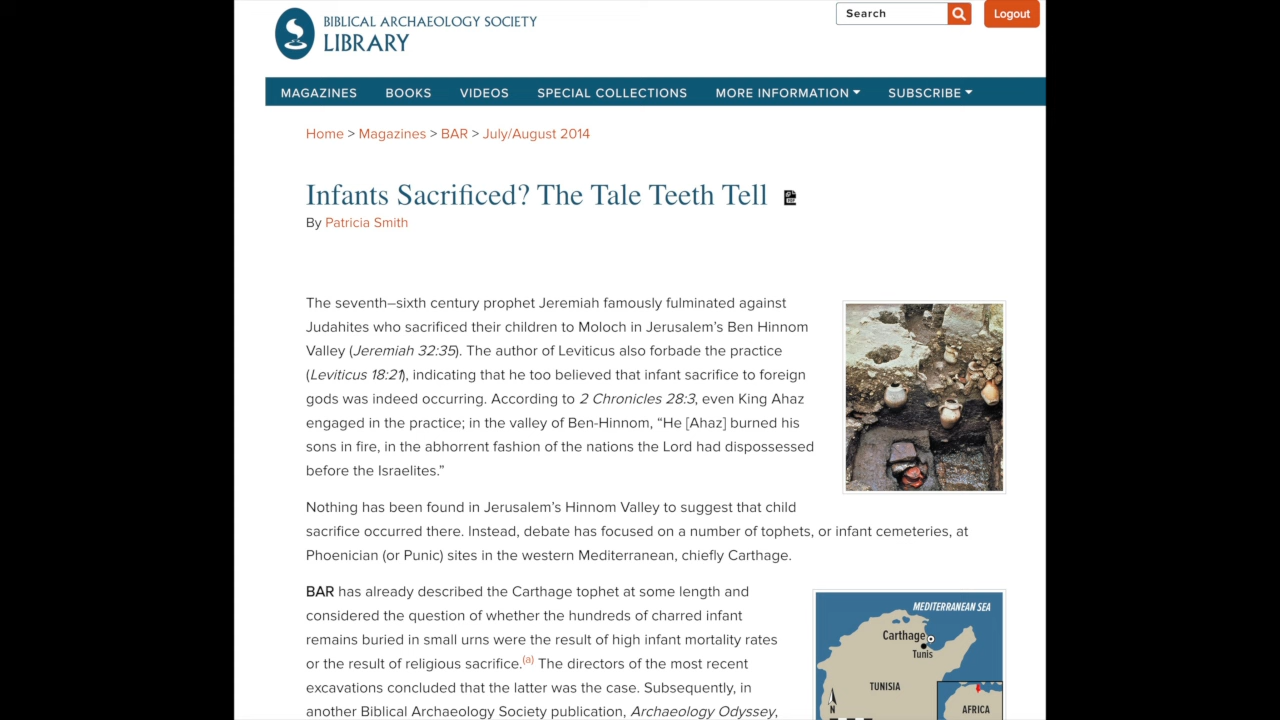 BIBLICAL ARCHAEOLOGY SOCIETY
LIBRARY
Search
Logout
MAGAZINES BOOKS VIDEOS SPECIAL COLLECTIONS MORE INFORMATION SUBSCRIBE
Home > Magazines > BAR > July/August 2014
Infants Sacrificed? The Tale Teeth Tell
By Patricia Smith
The seventh–sixth century prophet Jeremiah famously fulminated against
Judahites who sacrificed their children to Moloch in Jerusalem’s Ben Hinnom
Valley (Jeremiah 32:35). The author of Leviticus also forbade the practice
(Leviticus 18:21), indicating that he too believed that infant sacrifice to foreign
gods was indeed occurring. According to 2 Chronicles 28:3, even King Ahaz
engaged in the practice; in the valley of Ben-Hinnom, “He [Ahaz] burned his
sons in fire, in the abhorrent fashion of the nations the Lord had dispossessed
before the Israelites.”
Nothing has been found in Jerusalem’s Hinnom Valley to suggest that child
sacrifice occurred there. Instead, debate has focused on a number of tophets, or infant cemeteries, at
Phoenician (or Punic) sites in the western Mediterranean, chiefly Carthage.
BAR has already described the Carthage tophet at some length and
considered the question of whether the hundreds of charred infant
remains buried in small urns were the result of high infant mortality rates
or the result of religious sacrifice.(a) The directors of the most recent
excavations concluded that the latter was the case. Subsequently, in
another Biblical Archaeology Society publication, Archaeology Odyssey,
MEDITERRANEAN SEA
Carthage
Tunis
TUNISIA
N
AFRICA